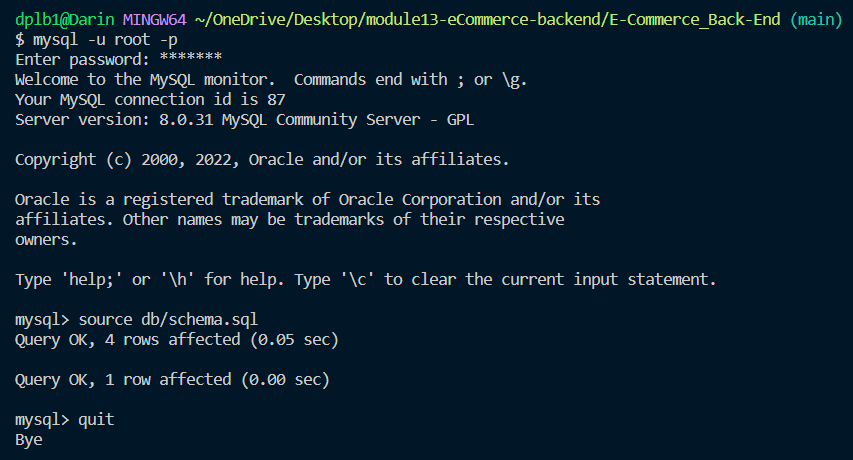 dplb1@Darin MINGW64 ~/OneDrive/Desktop/module13-eCommerce-backend/E-Commerce_Back-End (main)
$ mysql -u root -p
Enter password: *******
Welcome to the MySQL monitor.  Commands end with ; or \g.
Your MySQL connection id is 87
Server version: 8.0.31 MySQL Community Server - GPL
Copyright (c) 2000, 2022, Oracle and/or its affiliates.
Oracle is a registered trademark of Oracle Corporation and/or its
affiliates. Other names may be trademarks of their respective
owners.
Type 'help;' or '\h' for help. Type '\c' to clear the current input statement.
mysql> source db/schema.sql
Query OK, 4 rows affected (0.05 sec)
Query OK, 1 row affected (0.00 sec)
mysql> quit
Bye